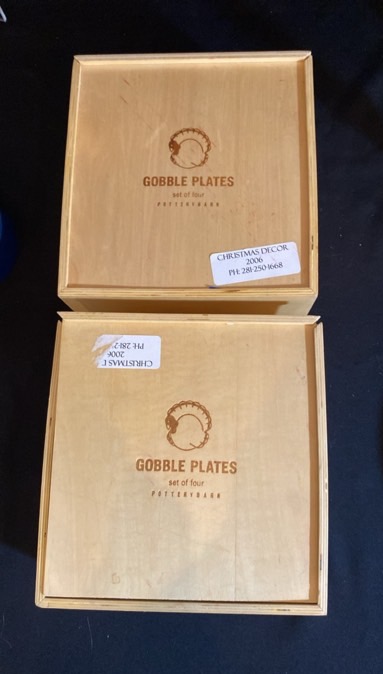 GOBBLE PLATES
set of four
POTTERYBARN
CHRISTMAS DECOR
2006
PH: 281-250-1668
CHRISTMAS
2006
PH: 281-2
GOBBLE PLATES
set of four
POTTERYBARN